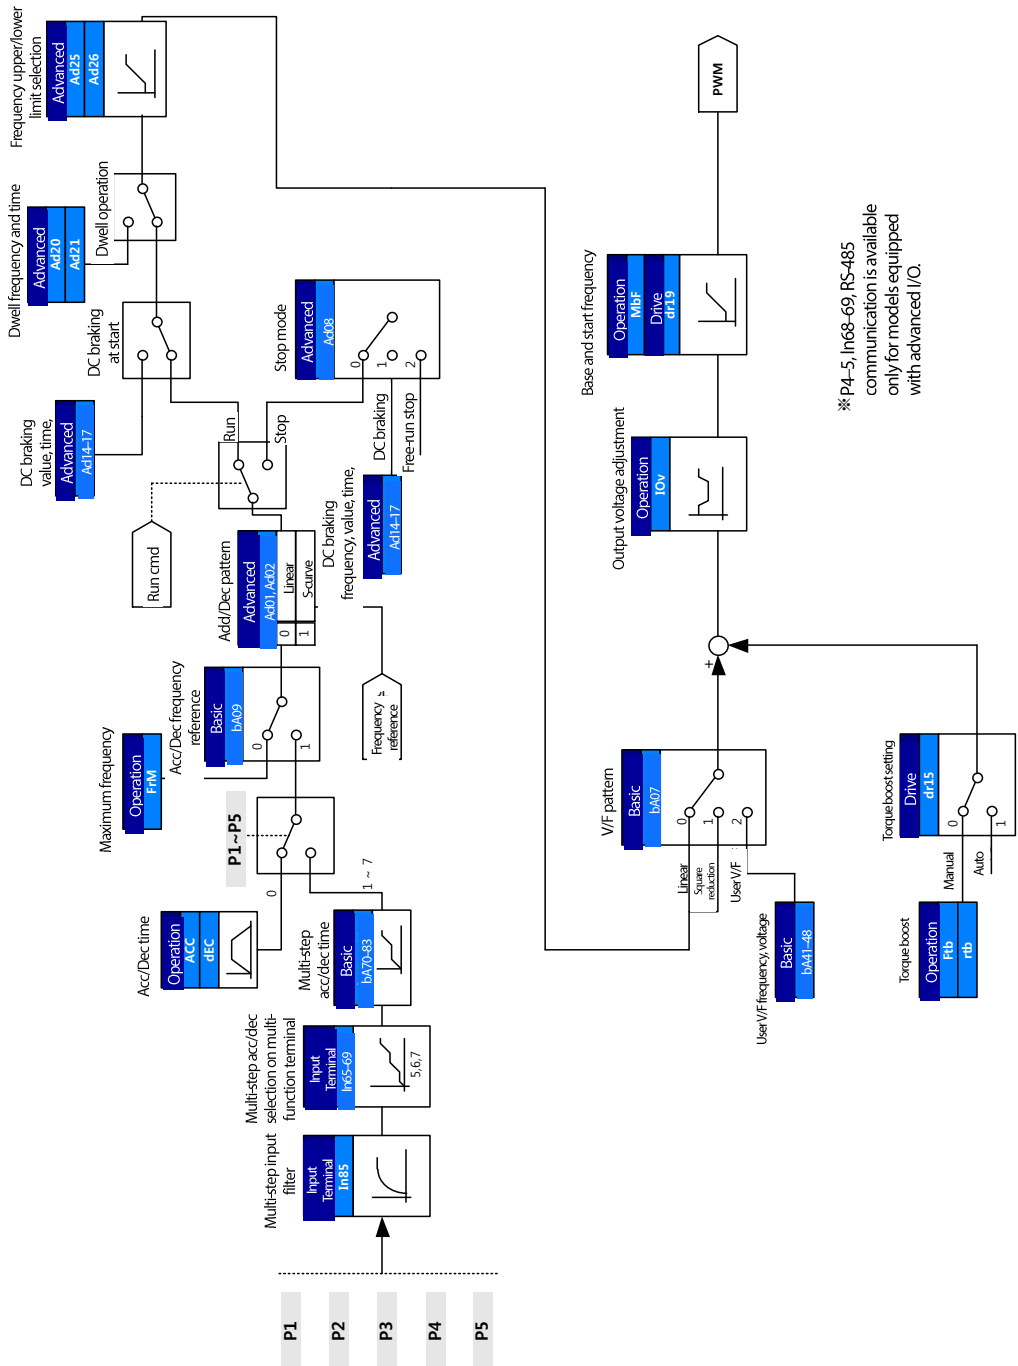 P1
P2
P3
P4
P5
Multi-step input
filter
Input
Terminal
In85
Multi-step acc/dec
selection on multi-
function terminal
Input
Terminal
In65–69
5,6,7
Multi-step
acc/dec time
Basic
bA70–83
1 ~ 7
Acc/Dec time
Operation
ACC
dEC
0
P1~P5
Maximum frequency
Operation
FrM
Acc/Dec frequency
reference
Basic
bA09
0
1
Frequency
reference
Add/Dec pattern
Advanced
Ad01, Ad02
0
Linear
1
S-curve
Run cmd
Run
Stop
DC braking
value, time,
Advanced
Ad14–17
DC braking
at start
Stop mode
Advanced
Ad08
0
1
2
DC braking
Free-run stop
DC braking
frequency, value, time,
Advanced
Ad14–17
Dwell frequency and time
Advanced
Ad20
Ad21
Dwell operation
Frequency upper/lower
limit selection
Advanced
Ad25
Ad26
V/F pattern
Basic
bA07
0
1
2
Linear
Square
reduction
User V/F
User V/F frequency, voltage
Basic
bA41–48
Torque boost
Operation
Ftb
rtb
Manual
Auto
Torque boost setting
Drive
dr15
0
1
+
Output voltage adjustment
Operation
IOv
Base and start frequency
Operation
MbF
Drive
dr19
PWM
※ P4–5, In68–69, RS-485
communication is available
only for models equipped
with advanced I/O.